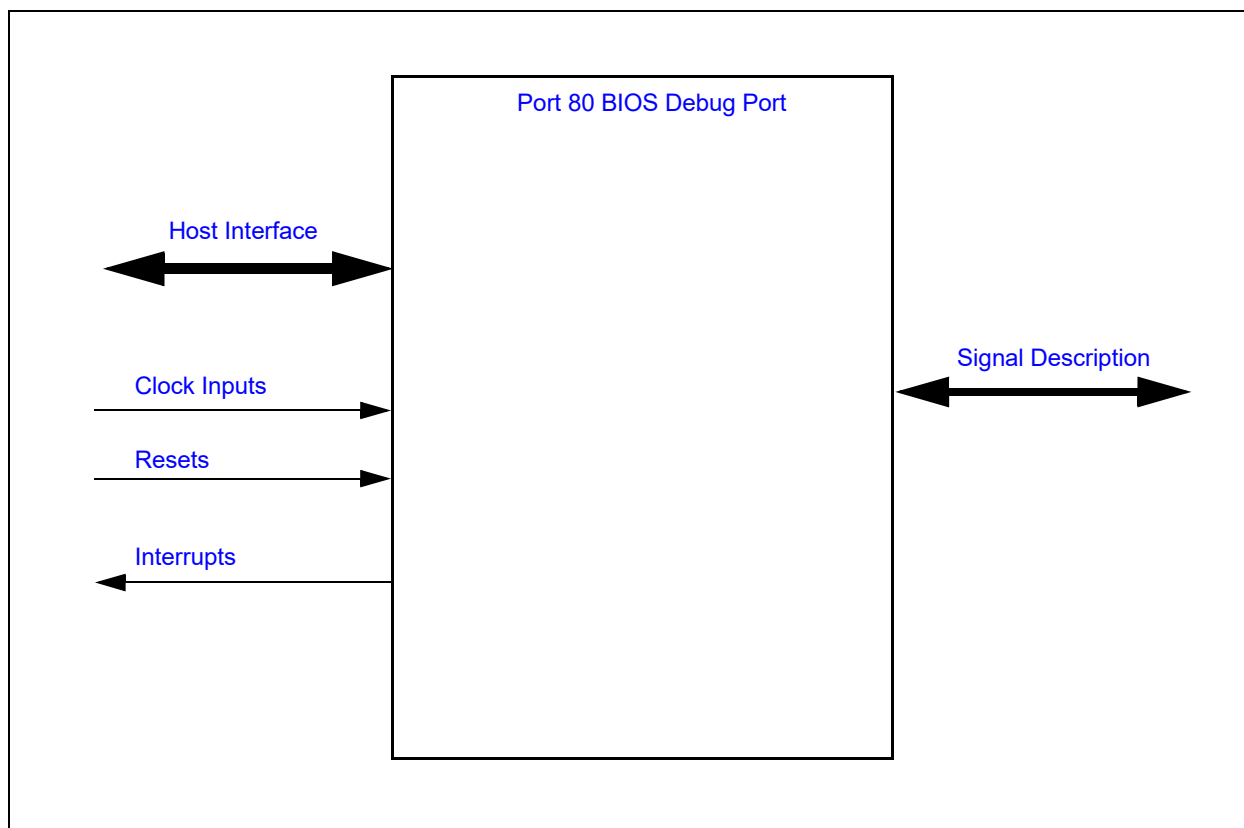 Port 80 BIOS Debug Port
Host Interface
Signal Description
Clock Inputs
Resets
Interrupts